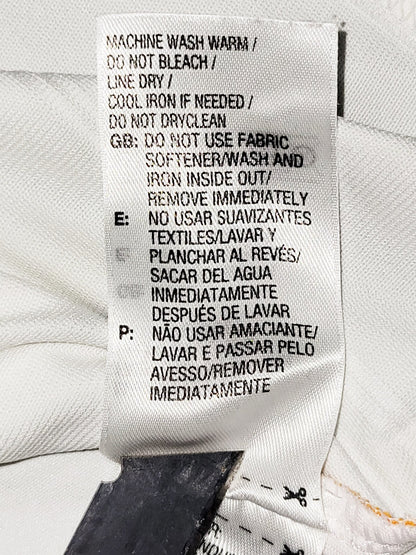 MACHINE WASH WARM /
DO NOT BLEACH /
LINE DRY /
COOL IRON IF NEEDED /
DO NOT DRYCLEAN
GB: DO NOT USE FABRIC
SOFTENER/WASH AND
IRON INSIDE OUT/
REMOVE IMMEDIATELY
E: NO USAR SUAVIZANTES
TEXTILES/LAVAR Y
PLANCHAR AL REVÉS/
SACAR DEL AGUA
INMEDIATAMENTE
DESPUÉS DE LAVAR
P: NÃO USAR AMACIANTE/
LAVAR E PASSAR PELO
AVESSO/REMOVER
IMEDIATAMENTE